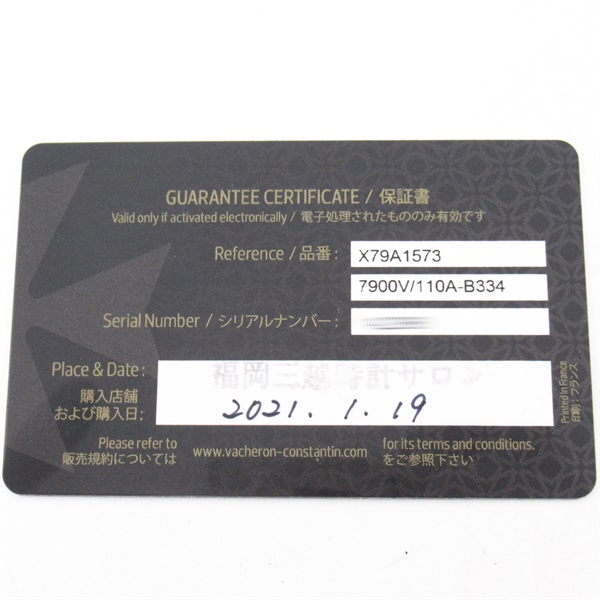 GUARANTEE CERTIFICATE / 保証書
Valid only if activated electronically / 電子処理されたもののみ有効です
Reference / 品番 : X79A1573
7900V/110A-B334
Serial Number / シリアルナンバー :
Place & Date : 福岡三越時計サロン
購入店舗
および購入日: 2021. 1. 19
Please refer to www.vacheron-constantin.com for its terms and conditions.
販売規約については をご参照下さい
Printed in France
印刷 : フランス